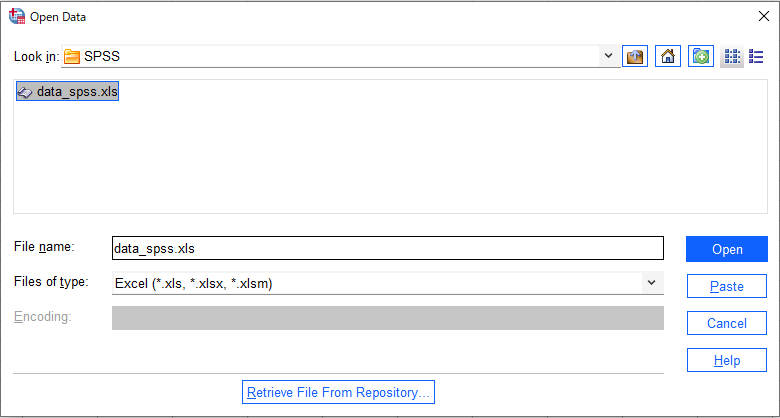 Open Data
Look in: SPSS
data_spss.xls
File name: data_spss.xls Open
Files of type: Excel (*.xls, *.xlsx, *.xlsm) Paste
Encoding: Cancel
Help
Retrieve File From Repository...